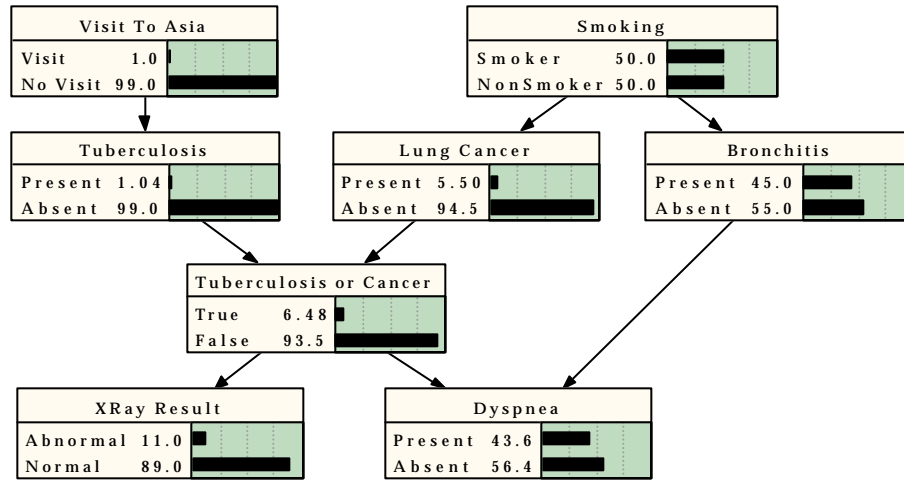 Visit To Asia
Visit 1.0
No Visit 99.0
Smoking
Smoker 50.0
NonSmoker 50.0
Tuberculosis
Present 1.04
Absent 99.0
Lung Cancer
Present 5.50
Absent 94.5
Bronchitis
Present 45.0
Absent 55.0
Tuberculosis or Cancer
True 6.48
False 93.5
XRay Result
Abnormal 11.0
Normal 89.0
Dyspnea
Present 43.6
Absent 56.4